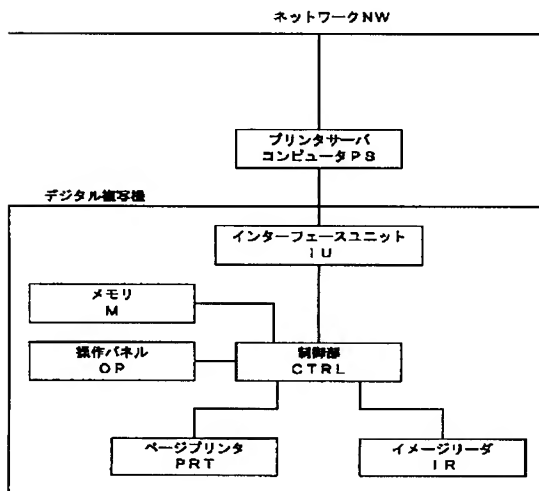 ネットワークNW
プリンタサーバ
コンピュータPS
デジタル複写機
インターフェースユニット
IU
メモリ
M
操作パネル
OP
制御部
CTRL
ページプリンタ
PRT
イメージリーダ
IR